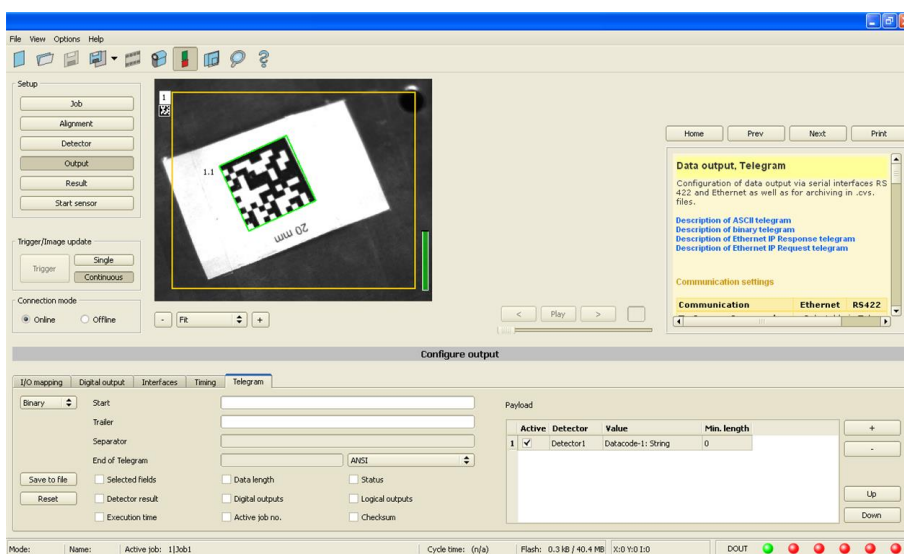 File View Options Help
Setup
Job
Alignment
Detector
Output
Result
Start sensor
Trigger/Image update
Trigger
Single
Continuous
Connection mode
Online Offline
1
1.1
20 mm
- Fit +
< Play >
Home Prev Next Print
Data output, Telegram
Configuration of data output via serial interfaces RS
422 and Ethernet as well as for archiving in .cvs.
files.
Description of ASCII telegram
Description of binary telegram
Description of Ethernet IP Response telegram
Description of Ethernet IP Request telegram
Communication settings
Communication Ethernet RS422
Configure output
I/O mapping Digital output Interfaces Timing Telegram
Binary
Start
Trailer
Separator
End of Telegram ANSI
Save to file
Reset
Selected fields Data length Status
Detector result Digital outputs Logical outputs
Execution time Active job no. Checksum
Payload
Active Detector Value Min. length
1 Detector1 Datacode-1: String 0
+
-
Up
Down
Mode: Name: Active job: 1|Job1 Cycle time: (n/a) Flash: 0.3 kB / 40.4 MB X:0 Y:0 I:0 DOUT